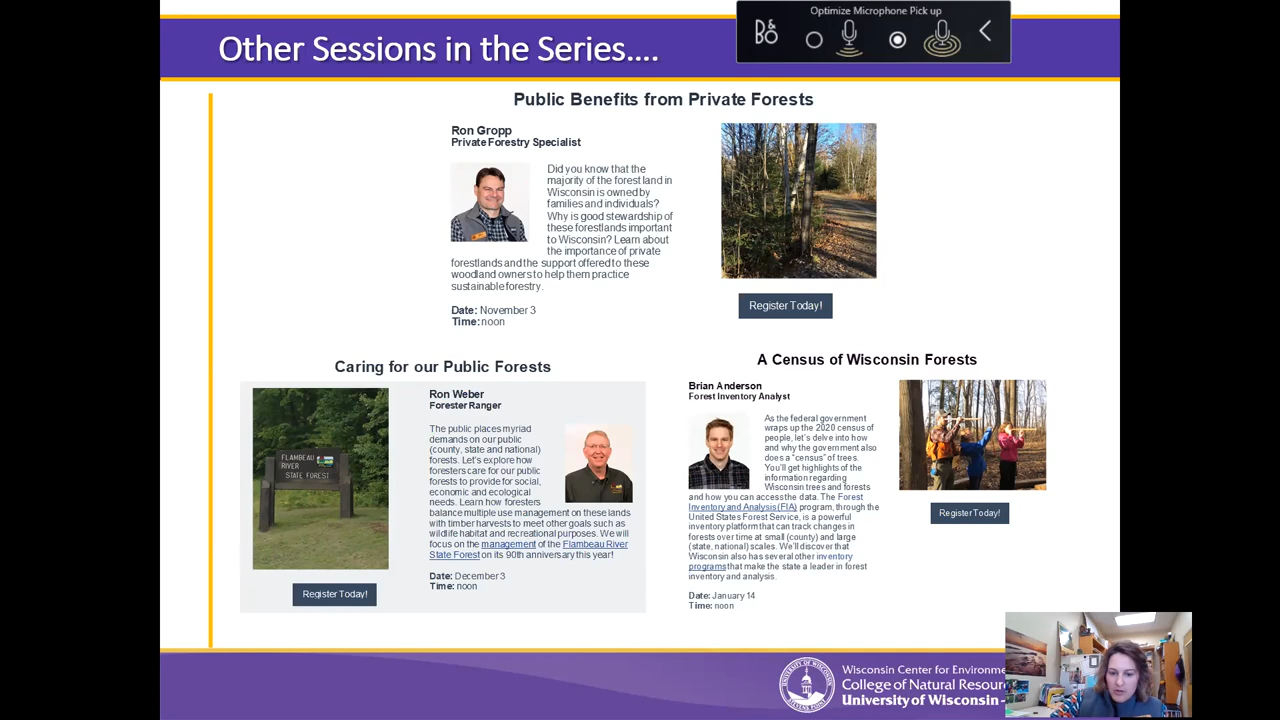 Optimize Microphone Pick up
B&O
Other Sessions in the Series....
Public Benefits from Private Forests
Ron Gropp
Private Forestry Specialist
Did you know that the
majority of the forest land in
Wisconsin is owned by
families and individuals?
Why is good stewardship of
these forestlands important
to Wisconsin? Learn about
the importance of private
forestlands and the support offered to these
woodland owners to help them practice
sustainable forestry.
Date: November 3
Time: noon
Register Today!
Caring for our Public Forests
FLAMBEAU
RIVER
STATE FOREST
Register Today!
Ron Weber
Forester Ranger
The public places myriad
demands on our public
(county, state and national)
forests. Let's explore how
foresters care for our public
forests to provide for social,
economic and ecological
needs. Learn how foresters
balance multiple use management on these lands
with timber harvests to meet other goals such as
wildlife habitat and recreational purposes. We will
focus on the management of the Flambeau River
State Forest on its 90th anniversary this year!
Date: December 3
Time: noon
A Census of Wisconsin Forests
Brian Anderson
Forest Inventory Analyst
As the federal government
wraps up the 2020 census of
people, let's delve into how
and why the government also
does a "census" of trees.
You'll get highlights of the
information regarding
Wisconsin trees and forests
and how you can access the data. The Forest
Inventory and Analysis (FIA) program, through the
United States Forest Service, is a powerful
inventory platform that can track changes in
forests over time at small (county) and large
(state, national) scales. We'll discover that
Wisconsin also has several other inventory
programs that make the state a leader in forest
inventory and analysis.
Date: January 14
Time: noon
Register Today!
Wisconsin Center for Environme
College of Natural Resour
University of Wisconsin-